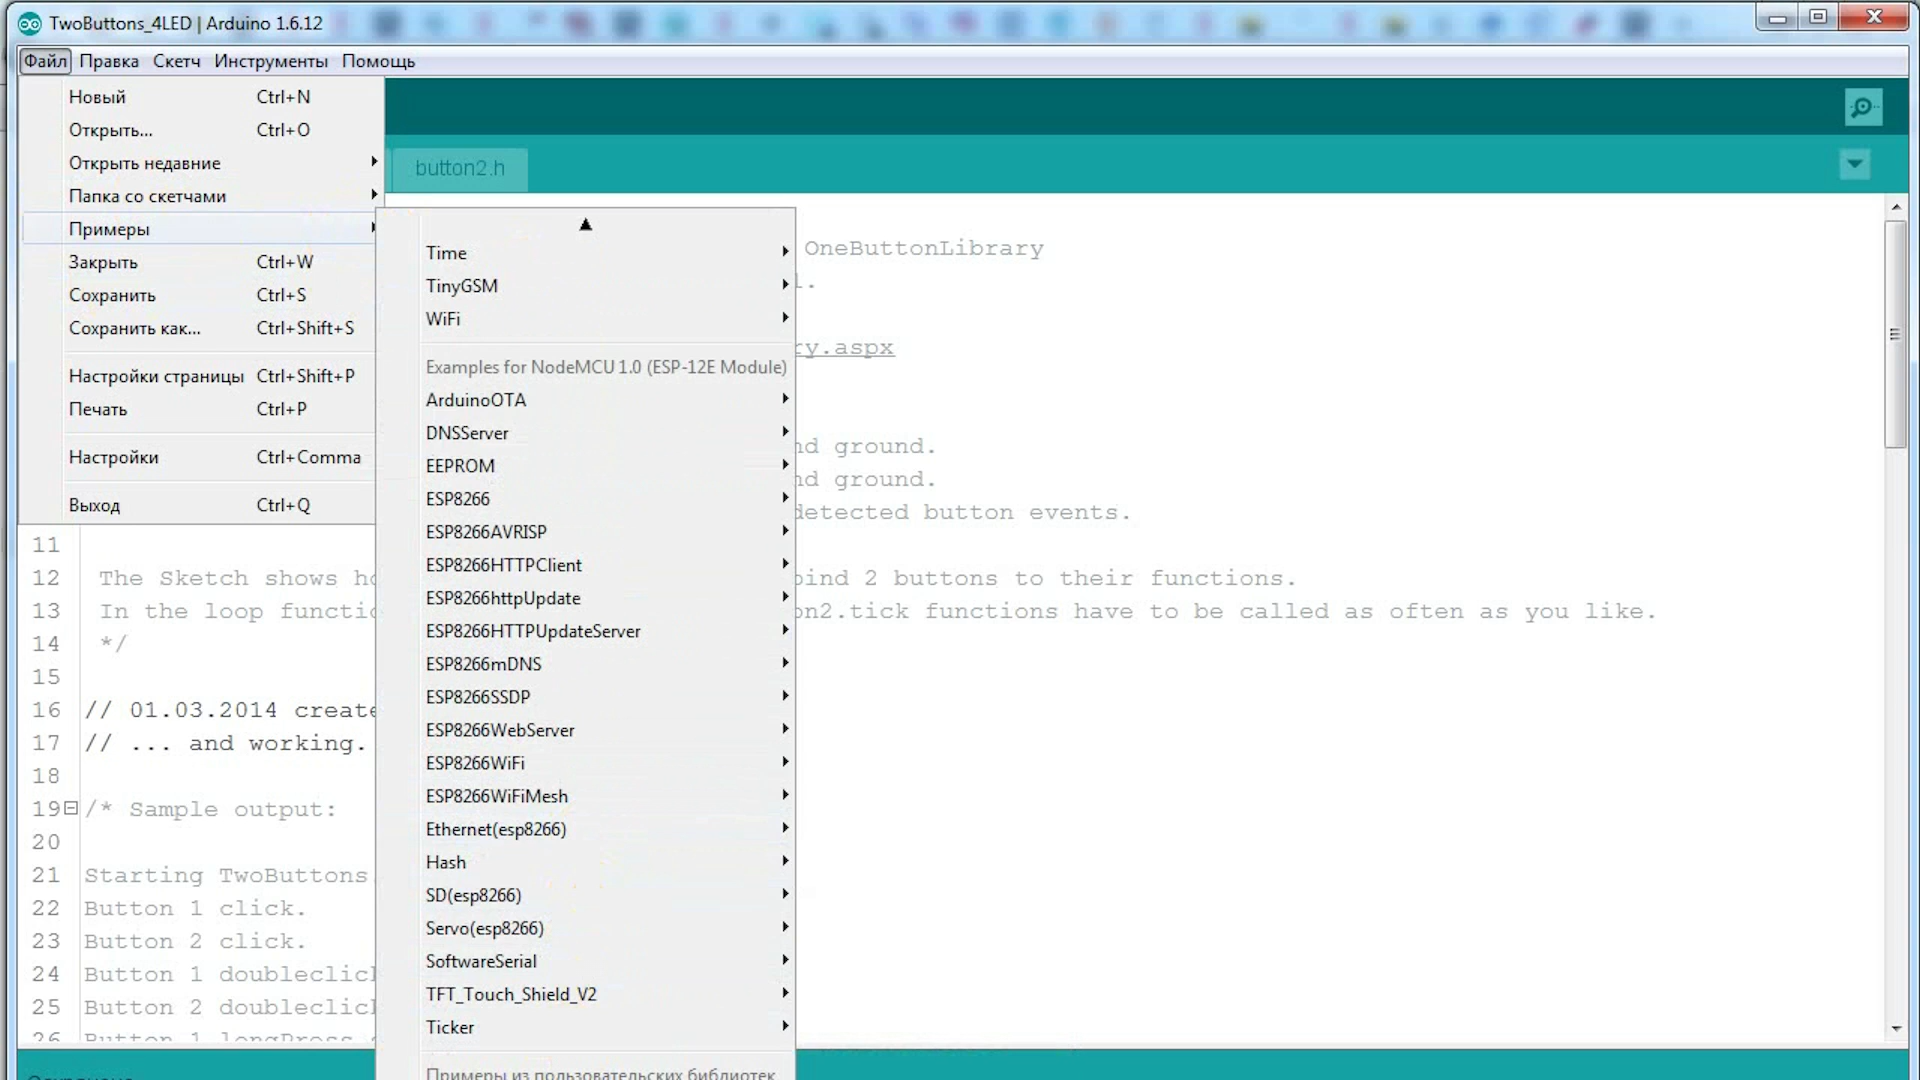 TwoButtons_4LED | Arduino 1.6.12
Файл Правка Скетч Инструменты Помощь
Новый Ctrl+N
Открыть... Ctrl+O
Открыть недавние
Папка со скетчами
Примеры
Закрыть Ctrl+W
Сохранить Ctrl+S
Сохранить как... Ctrl+Shift+S
Настройки страницы Ctrl+Shift+P
Печать Ctrl+P
Настройки Ctrl+Comma
Выход Ctrl+Q
button2.h
Time
TinyGSM
WiFi
Examples for NodeMCU 1.0 (ESP-12E Module)
ArduinoOTA
DNSServer
EEPROM
ESP8266
ESP8266AVRISP
ESP8266HTTPClient
ESP8266httpUpdate
ESP8266HTTPUpdateServer
ESP8266mDNS
ESP8266SSDP
ESP8266WebServer
ESP8266WiFi
ESP8266WiFiMesh
Ethernet(esp8266)
Hash
SD(esp8266)
Servo(esp8266)
SoftwareSerial
TFT_Touch_Shield_V2
Ticker
Примеры из пользовательских библиотек
OneButtonLibrary
ry.aspx
nd ground.
nd ground.
detected button events.
11
12 The Sketch shows ho bind 2 buttons to their functions.
13 In the loop functio on2.tick functions have to be called as often as you like.
14 */
15
16 // 01.03.2014 create
17 // ... and working.
18
19 /* Sample output:
20
21 Starting TwoButtons
22 Button 1 click.
23 Button 2 click.
24 Button 1 doubleclic
25 Button 2 doubleclic
26 Button 1 longPress